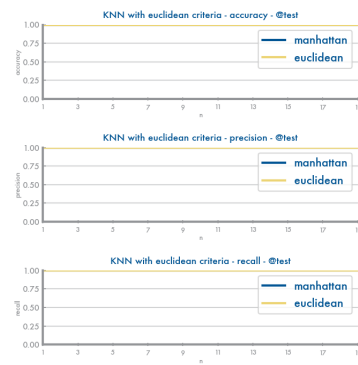 KNN with euclidean criteria - accuracy - @test
1.00
0.75
0.50
0.25
0.00
accuracy
manhattan
euclidean
1 3 5 7 9 11 13 15 17 19
n
KNN with euclidean criteria - precision - @test
1.00
0.75
0.50
0.25
0.00
precision
manhattan
euclidean
1 3 5 7 9 11 13 15 17 19
n
KNN with euclidean criteria - recall - @test
1.00
0.75
0.50
0.25
0.00
recall
manhattan
euclidean
1 3 5 7 9 11 13 15 17 19
n